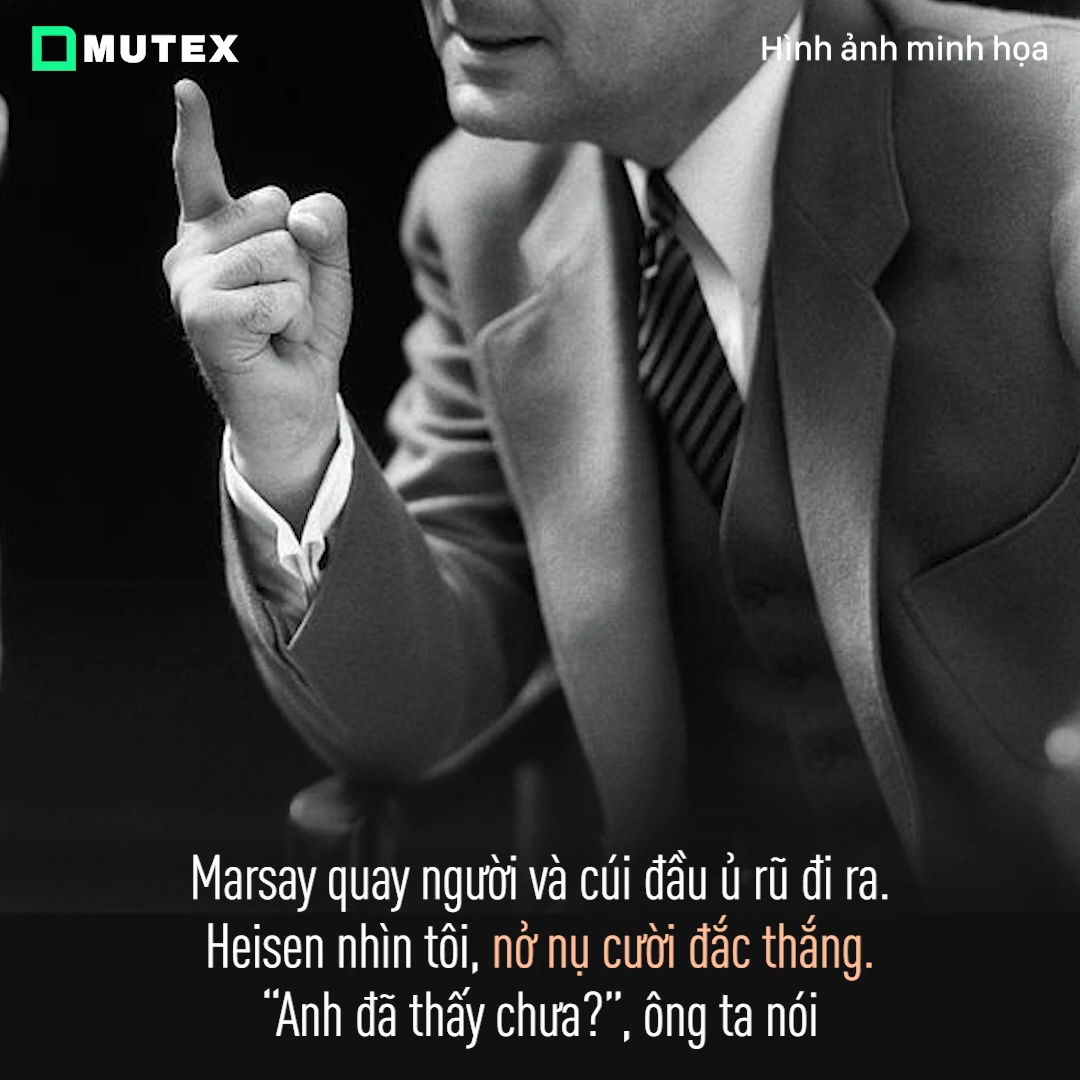 MUTEX
Hình ảnh minh họa
Marsay quay người và cúi đầu ủ rũ đi ra.
Heisen nhìn tôi, nở nụ cười đắc thắng.
“Anh đã thấy chưa?”, ông ta nói